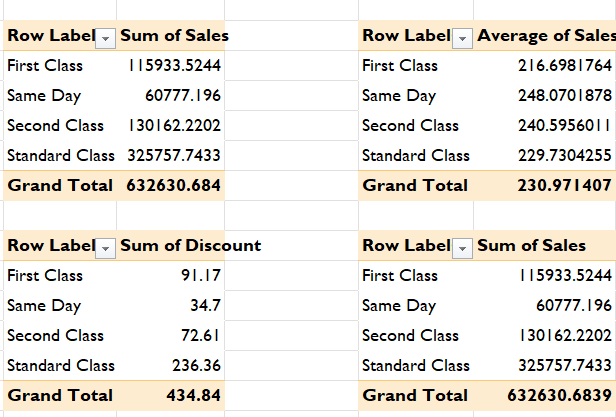 Row Label Sum of Sales
First Class 115933.5244
Same Day 60777.196
Second Class 130162.2202
Standard Class 325757.7433
Grand Total 632630.684
Row Label Average of Sales
First Class 216.6981764
Same Day 248.0701878
Second Class 240.5956011
Standard Class 229.7304255
Grand Total 230.971407
Row Label Sum of Discount
First Class 91.17
Same Day 34.7
Second Class 72.61
Standard Class 236.36
Grand Total 434.84
Row Label Sum of Sales
First Class 115933.5244
Same Day 60777.196
Second Class 130162.2202
Standard Class 325757.7433
Grand Total 632630.6839